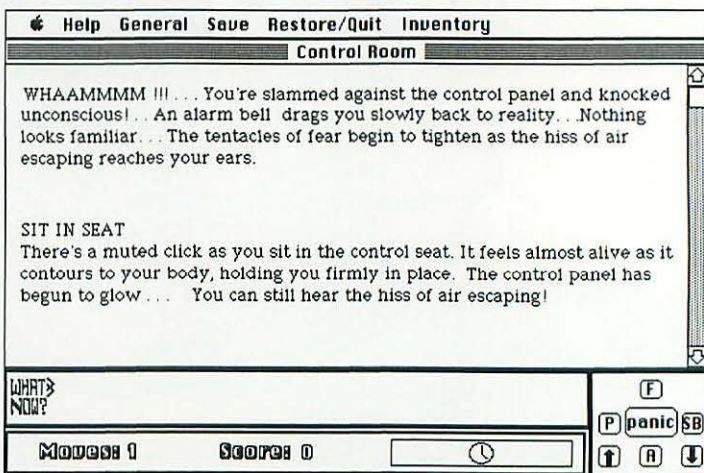 Help General Save Restore/Quit Inventory
Control Room
WHAAMMMM !!! . . . You're slammed against the control panel and knocked
unconscious! . . An alarm bell drags you slowly back to reality. . .Nothing
looks familiar. . . The tentacles of fear begin to tighten as the hiss of air
escaping reaches your ears.
SIT IN SEAT
There's a muted click as you sit in the control seat. It feels almost alive as it
contours to your body, holding you firmly in place. The control panel has
begun to glow . . . You can still hear the hiss of air escaping!
WHAT>
NOW?
F
P panic SB
A
Moves: 1 Score: 0